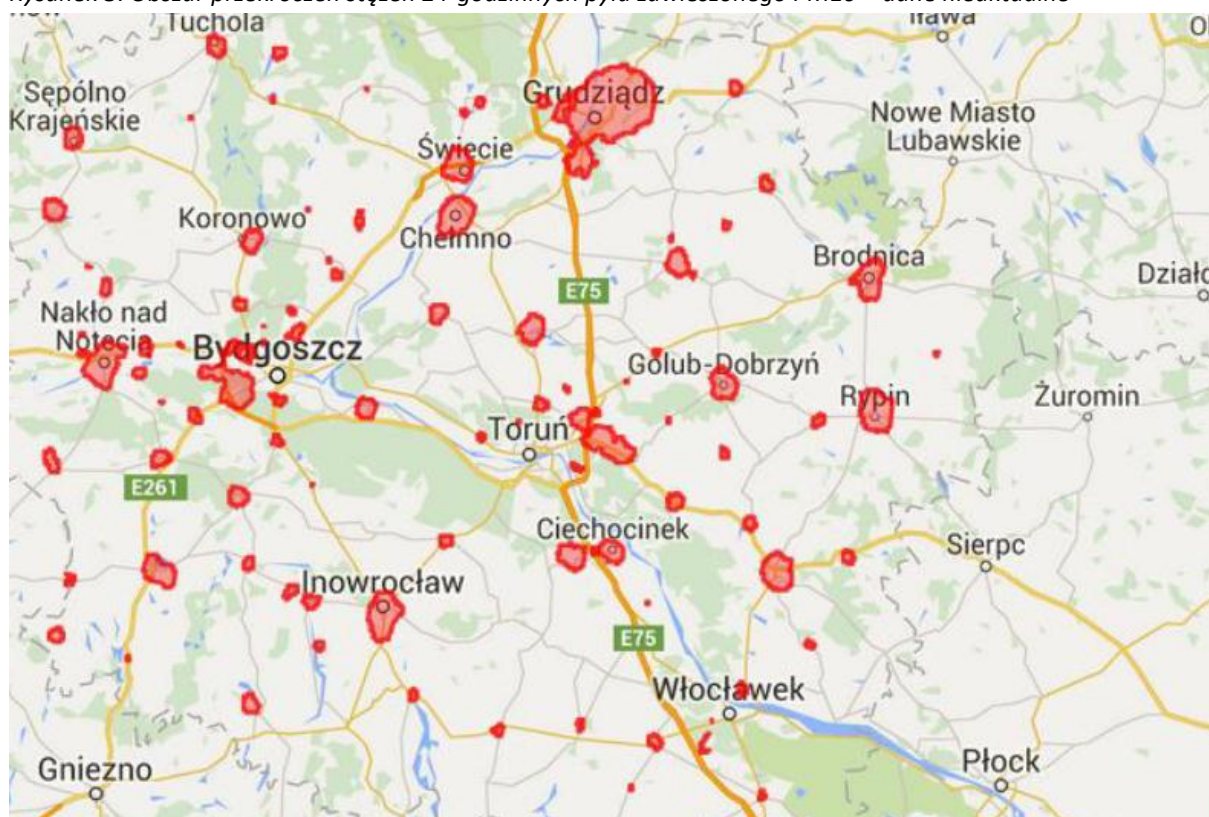 Tuchola
Iława
Sępólno
Krajeńskie
Grudziądz
Nowe Miasto
Lubawskie
Świecie
Koronowo
Chełmno
Brodnica
E75
Nakło nad
Notecią
Bydgoszcz
Golub-Dobrzyń
Rypin
Żuromin
Toruń
E261
Ciechocinek
Sierpc
Inowrocław
E75
Włocławek
Gniezno
Płock